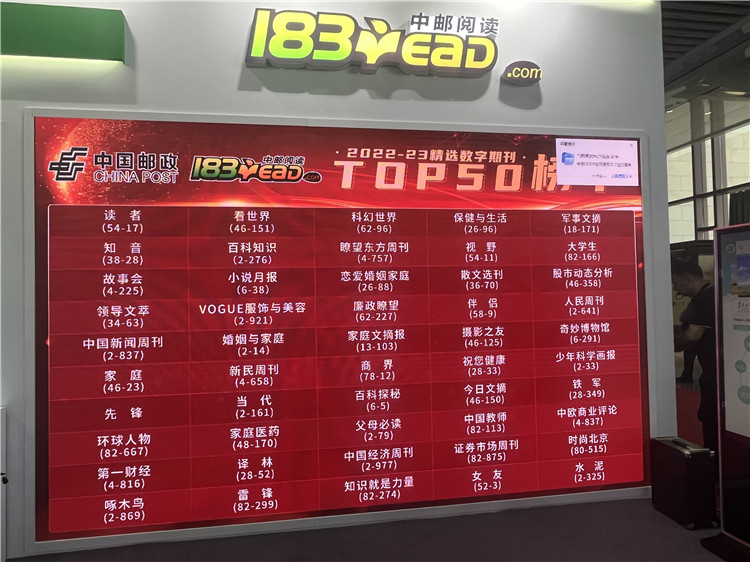 中邮阅读
183Yead.com
中国邮政
CHINA POST
中邮阅读
183Yead.com
2022-23精选数字期刊
TOP50榜单
读者
(54-17)
看世界
(46-151)
科幻世界
(62-96)
保健与生活
(26-96)
军事文摘
(18-171)
知音
(38-28)
百科知识
(2-276)
瞭望东方周刊
(4-757)
视野
(54-11)
大学生
(82-166)
故事会
(4-225)
小说月报
(6-38)
恋爱婚姻家庭
(26-88)
散文选刊
(36-70)
股市动态分析
(46-358)
领导文萃
(34-63)
VOGUE服饰与美容
(2-921)
廉政瞭望
(62-227)
伴侣
(58-9)
人民周刊
(2-641)
中国新闻周刊
(2-837)
婚姻与家庭
(2-14)
家庭文摘报
(13-103)
摄影之友
(46-125)
奇妙博物馆
(6-291)
家庭
(46-23)
新民周刊
(4-658)
商界
(78-12)
祝您健康
(28-33)
少年科学画报
(2-33)
先锋
当代
(2-161)
百科探秘
(6-5)
今日文摘
(46-150)
铁军
(28-349)
环球人物
(82-667)
家庭医药
(48-170)
父母必读
(2-79)
中国教师
(82-113)
中欧商业评论
(4-837)
第一财经
(4-816)
译林
(28-52)
中国经济周刊
(2-977)
证券市场周刊
(82-875)
时尚北京
(80-515)
啄木鸟
(2-869)
雷锋
(82-299)
知识就是力量
(82-274)
女友
(52-3)
水泥
(2-325)